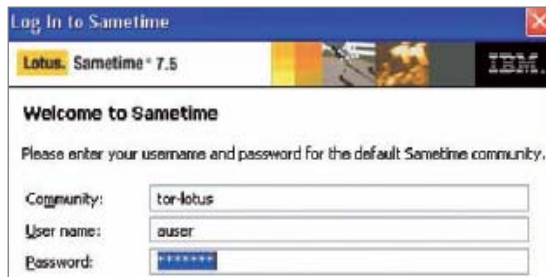 Log In to Sametime
Lotus. Sametime® 7.5
IBM.
Welcome to Sametime
Please enter your username and password for the default Sametime community.
Community: tor-lotus
User name: auser
Password: *******